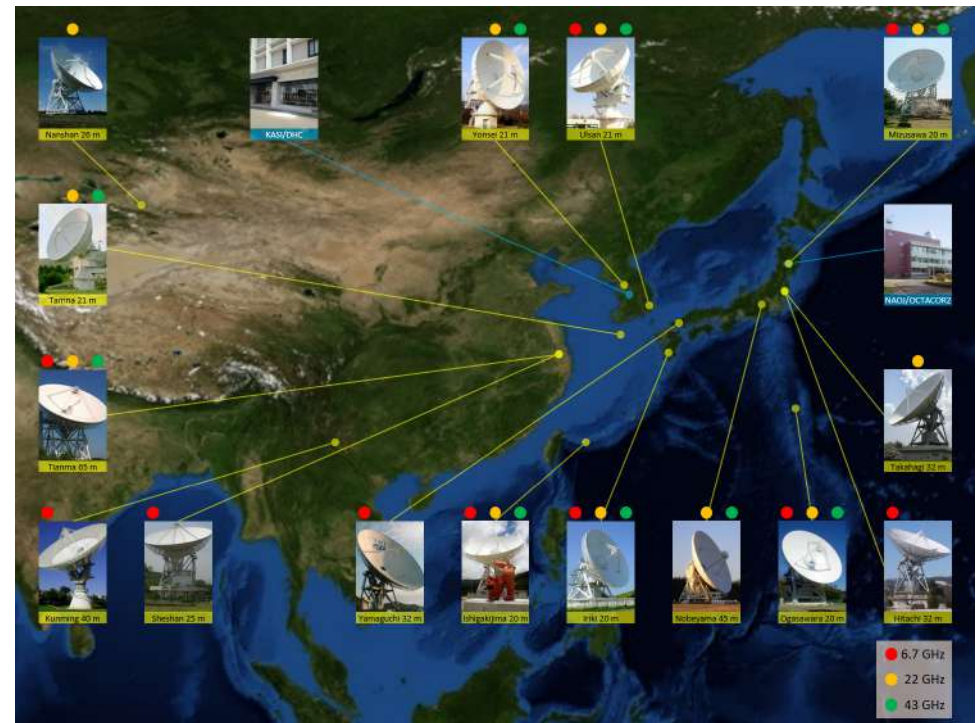 Nanshan 26 m
KASI/DHC
Yonsei 21 m
Ulsan 21 m
Mizusawa 20 m
Tamna 21 m
NAOJ/OCTACOR2
Tianma 65 m
Takahagi 32 m
Kunming 40 m
Sheshan 25 m
Yamaguchi 32 m
Ishigakijima 20 m
Iriki 20 m
Nobeyama 45 m
Ogasawara 20 m
Hitachi 32 m
6.7 GHz
22 GHz
43 GHz